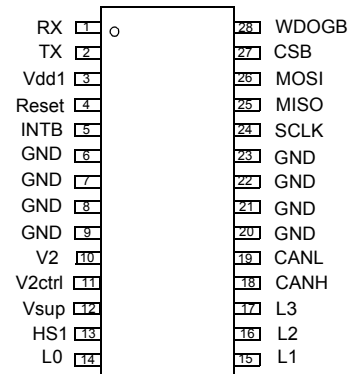 RX 1 28 WDOGB
TX 2 27 CSB
Vdd1 3 26 MOSI
Reset 4 25 MISO
INTB 5 24 SCLK
GND 6 23 GND
GND 7 22 GND
GND 8 21 GND
GND 9 20 GND
V2 10 19 CANL
V2ctrl 11 18 CANH
Vsup 12 17 L3
HS1 13 16 L2
L0 14 15 L1